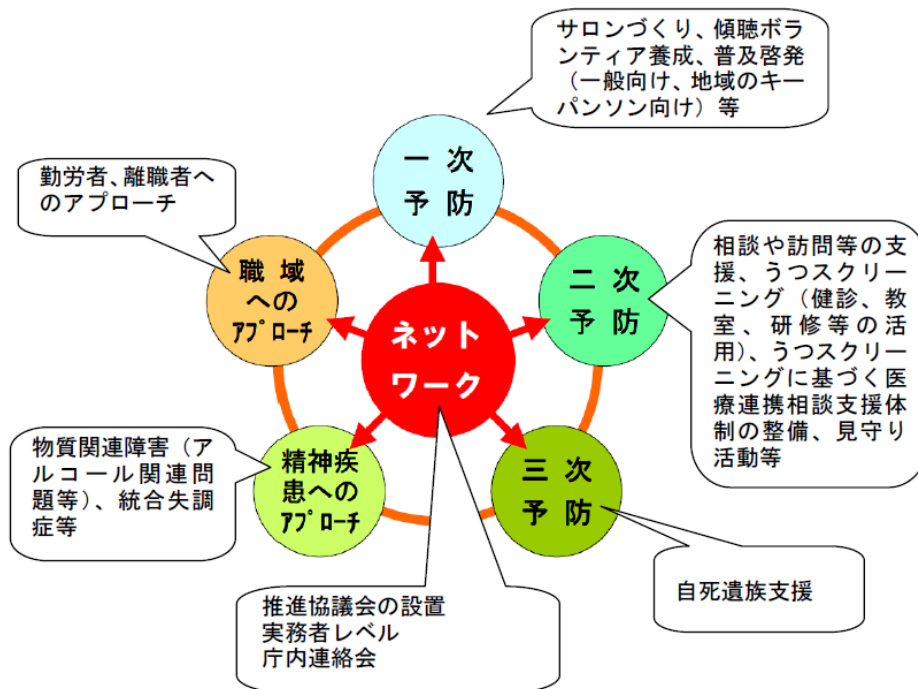 サロンづくり、傾聴ボラ
ンティア養成、普及啓発
（一般向け、地域のキー
パンソン向け）等
一 次
予 防
勤労者、離職者へ
のアプローチ
職 域
への
ｱﾌﾟﾛｰﾁ
二 次
予 防
相談や訪問等の支
援、うつスクリー
ニング（健診、教
室、研修等の活
用）、うつスクリー
ニングに基づく医
療連携相談支援体
制の整備、見守り
活動等
ネット
ワーク
物質関連障害（ア
ルコール関連問
題等）、統合失調
症等
精神疾
患への
ｱﾌﾟﾛｰﾁ
三 次
予 防
推進協議会の設置
実務者レベル
庁内連絡会
自死遺族支援